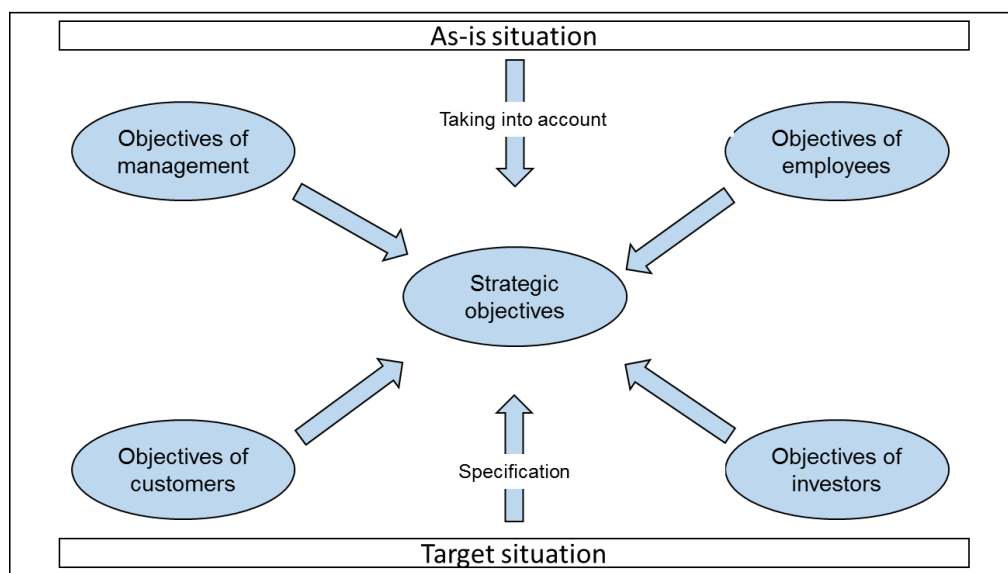 As-is situation
Taking into account
Objectives of
management
Objectives of
employees
Strategic
objectives
Objectives of
customers
Specification
Objectives of
investors
Target situation